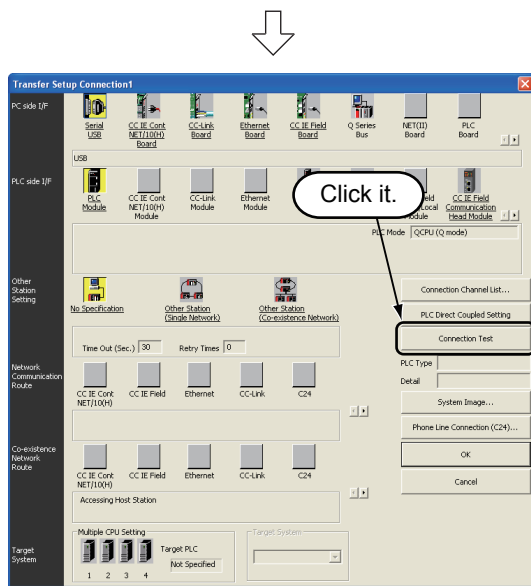 Transfer Setup Connection1
PC side I/F
Serial USB
CC IE Cont NET/10(H) Board
CC-Link Board
Ethernet Board
CC IE Field Board
Q Series Bus
NET(II) Board
PLC Board
USB
PLC side I/F
PLC Module
CC IE Cont NET/10(H) Module
CC-Link Module
Ethernet Module
Click it.
CC IE Field Communication Head Module
PLC Mode QCPU (Q mode)
Other Station Setting
No Specification
Other Station (Single Network)
Other Station (Co-existence Network)
Connection Channel List...
PLC Direct Coupled Setting
Time Out (Sec.) 30 Retry Times 0
Connection Test
Network Communication Route
CC IE Cont NET/10(H)
CC IE Field
Ethernet
CC-Link
C24
PLC Type
Detail
System Image...
Phone Line Connection (C24)...
Co-existence Network Route
CC IE Cont NET/10(H)
CC IE Field
Ethernet
CC-Link
C24
OK
Cancel
Accessing Host Station
Target System
Multiple CPU Setting
1 2 3 4
Target PLC
Not Specified
Target System